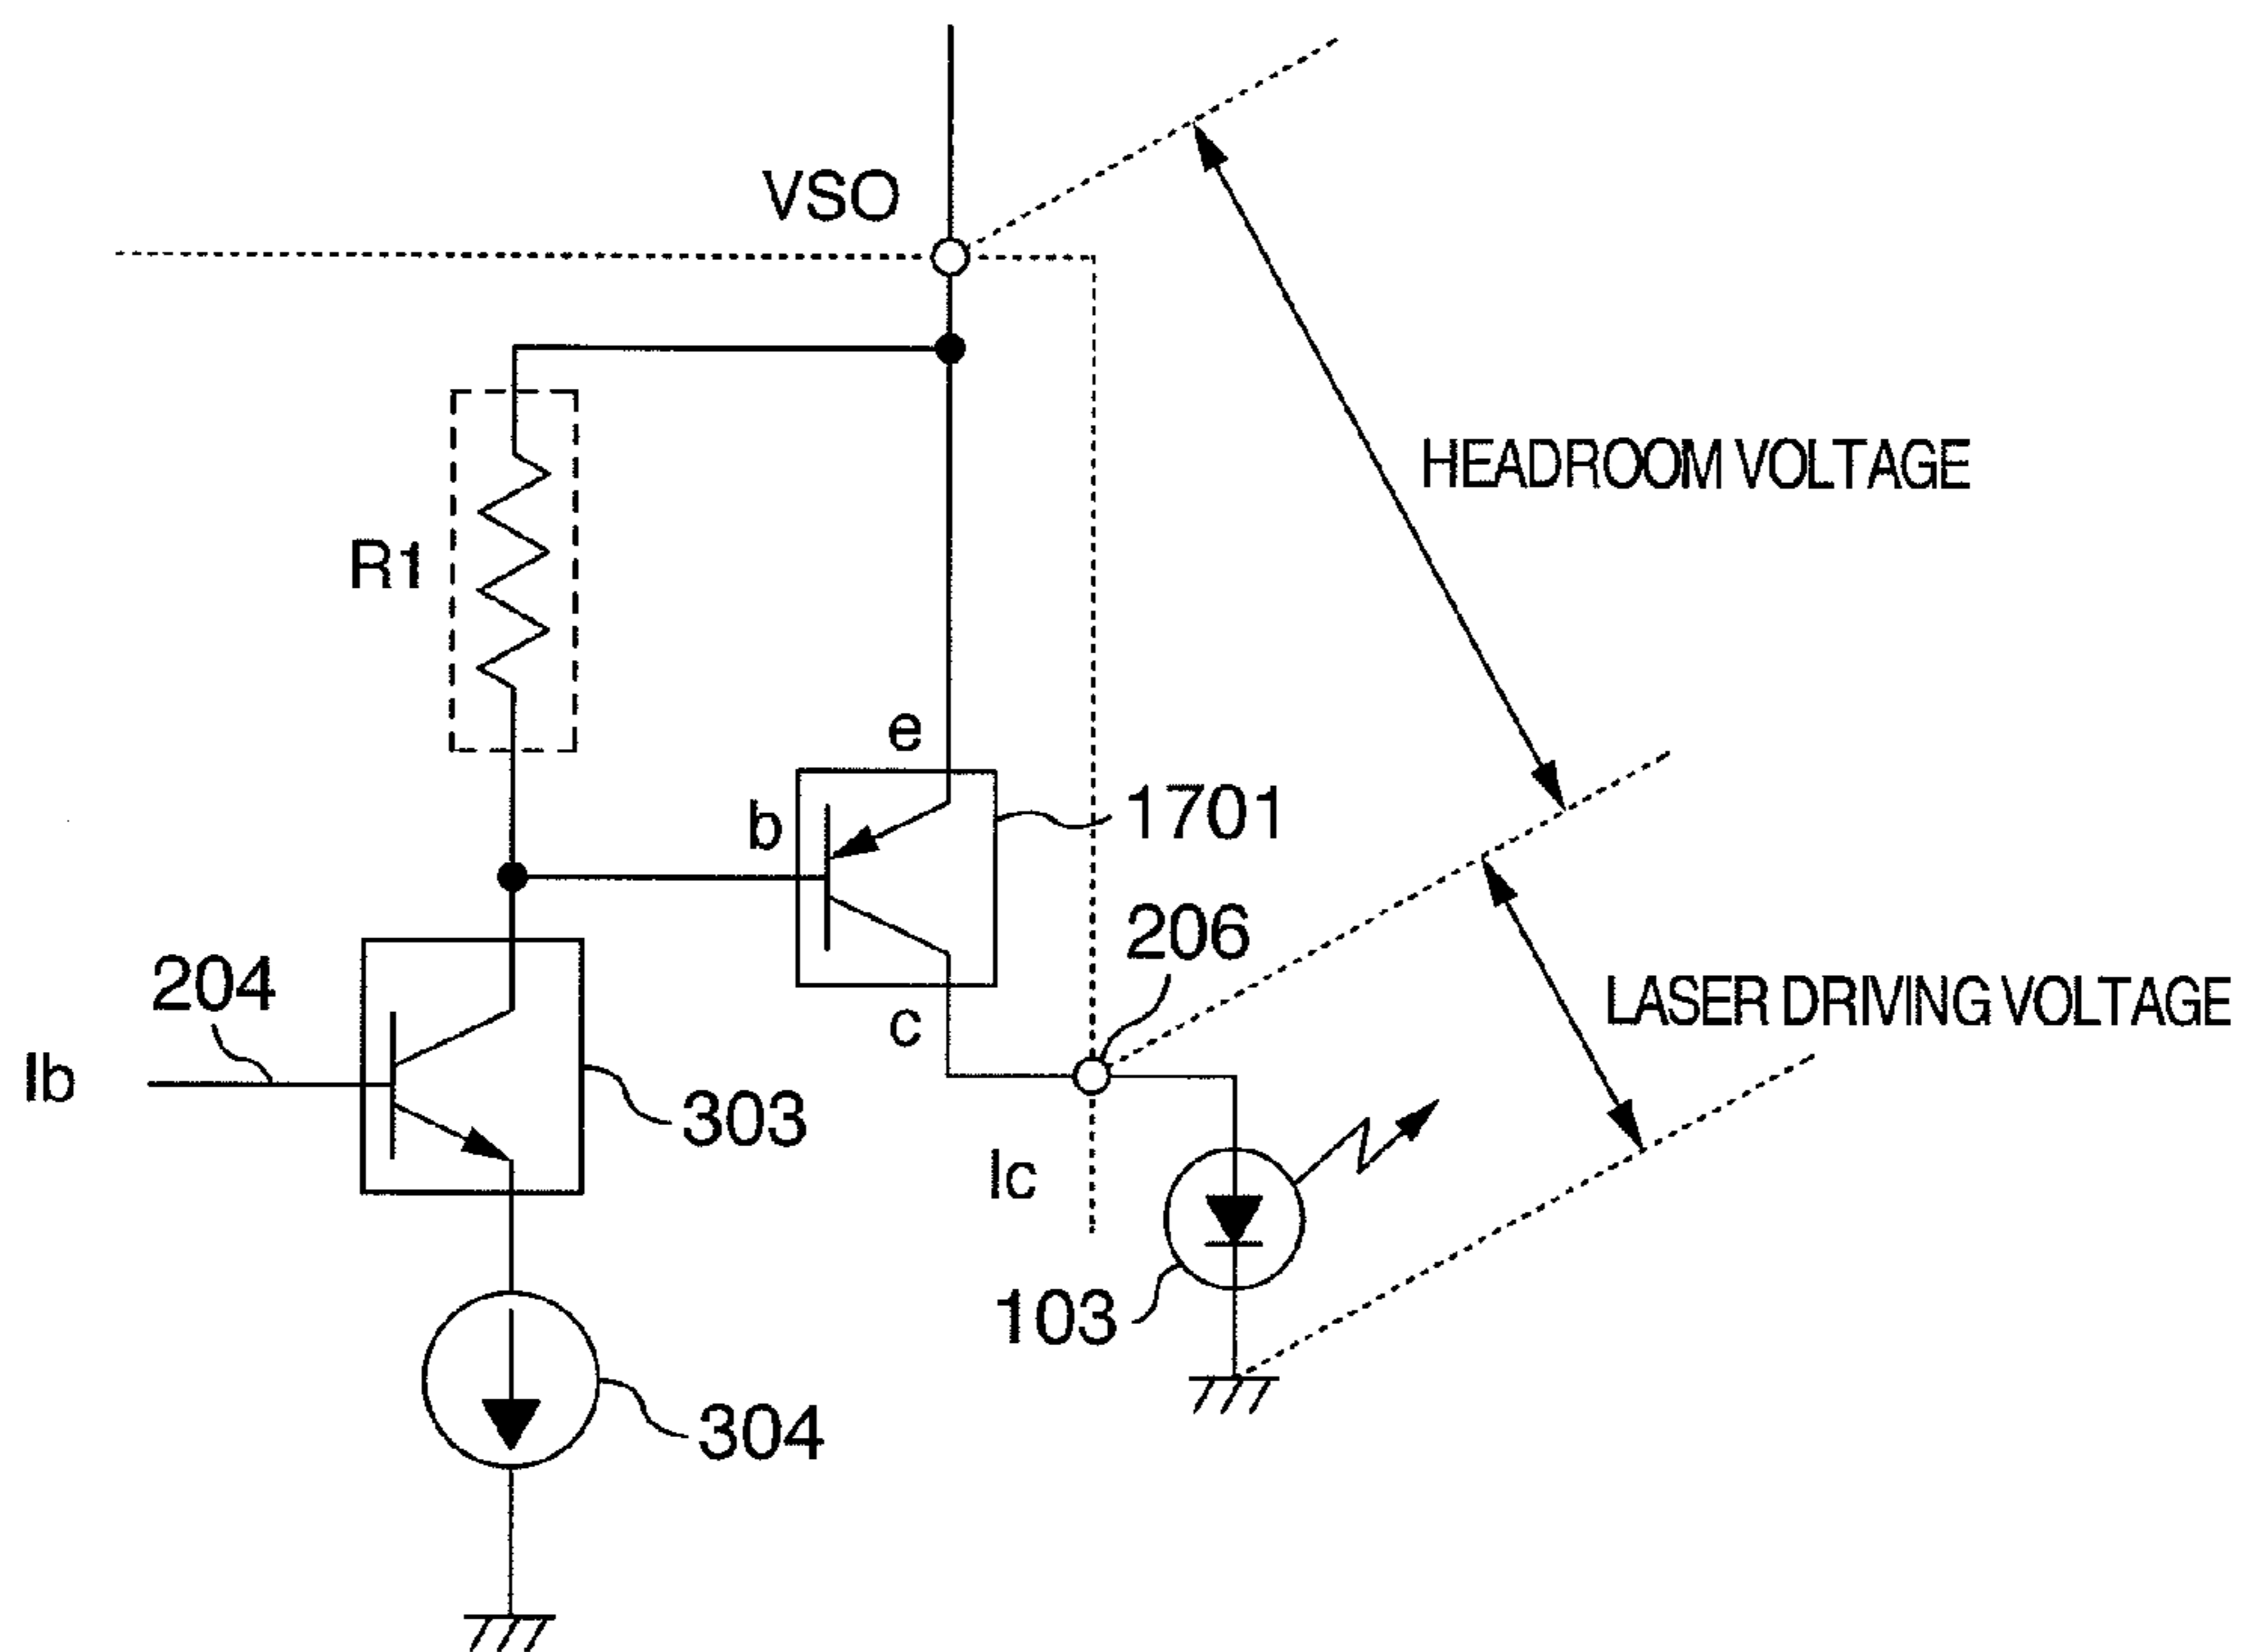 VSO
HEADROOM VOLTAGE
R1
e
b
1701
206
204
c
LASER DRIVING VOLTAGE
Ib
303
Ic
103
304